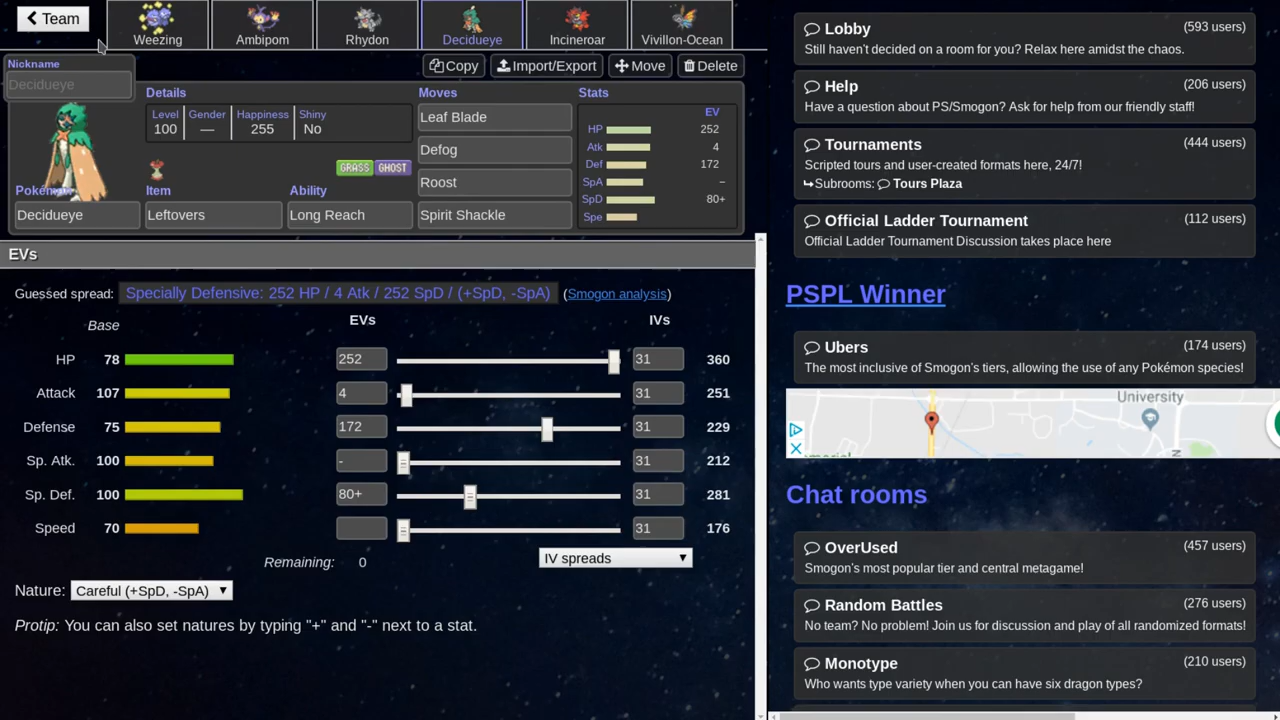 Team
Weezing
Ambipom
Rhydon
Decidueye
Incineroar
Vivillon-Ocean
Copy
Import/Export
Move
Delete
Nickname
Decidueye
Details
Level
100
Gender
—
Happiness
255
Shiny
No
GRASS GHOST
Pokémon
Decidueye
Item
Leftovers
Ability
Long Reach
Moves
Leaf Blade
Defog
Roost
Spirit Shackle
Stats
EV
HP 252
Atk 4
Def 172
SpA –
SpD 80+
Spe
EVs
Guessed spread: Specially Defensive: 252 HP / 4 Atk / 252 SpD / (+SpD, -SpA) (Smogon analysis)
Base EVs IVs
HP 78 252 31 360
Attack 107 4 31 251
Defense 75 172 31 229
Sp. Atk. 100 - 31 212
Sp. Def. 100 80+ 31 281
Speed 70 31 176
Remaining: 0
IV spreads
Nature: Careful (+SpD, -SpA)
Protip: You can also set natures by typing "+" and "-" next to a stat.
Lobby (593 users)
Still haven't decided on a room for you? Relax here amidst the chaos.
Help (206 users)
Have a question about PS/Smogon? Ask for help from our friendly staff!
Tournaments (444 users)
Scripted tours and user-created formats here, 24/7!
↳Subrooms: Tours Plaza
Official Ladder Tournament (112 users)
Official Ladder Tournament Discussion takes place here
PSPL Winner
Ubers (174 users)
The most inclusive of Smogon's tiers, allowing the use of any Pokémon species!
University
Chat rooms
OverUsed (457 users)
Smogon's most popular tier and central metagame!
Random Battles (276 users)
No team? No problem! Join us for discussion and play of all randomized formats!
Monotype (210 users)
Who wants type variety when you can have six dragon types?